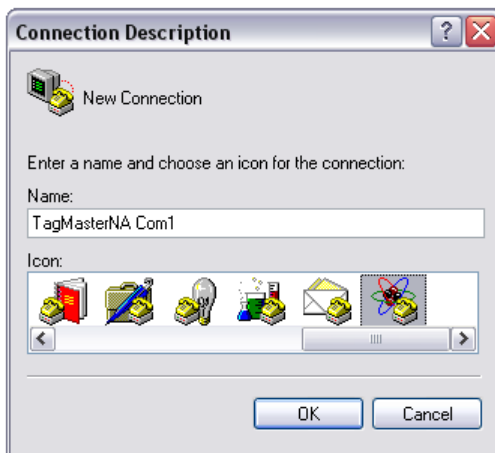 Connection Description
New Connection
Enter a name and choose an icon for the connection:
Name:
TagMasterNA Com1
Icon:
OK
Cancel